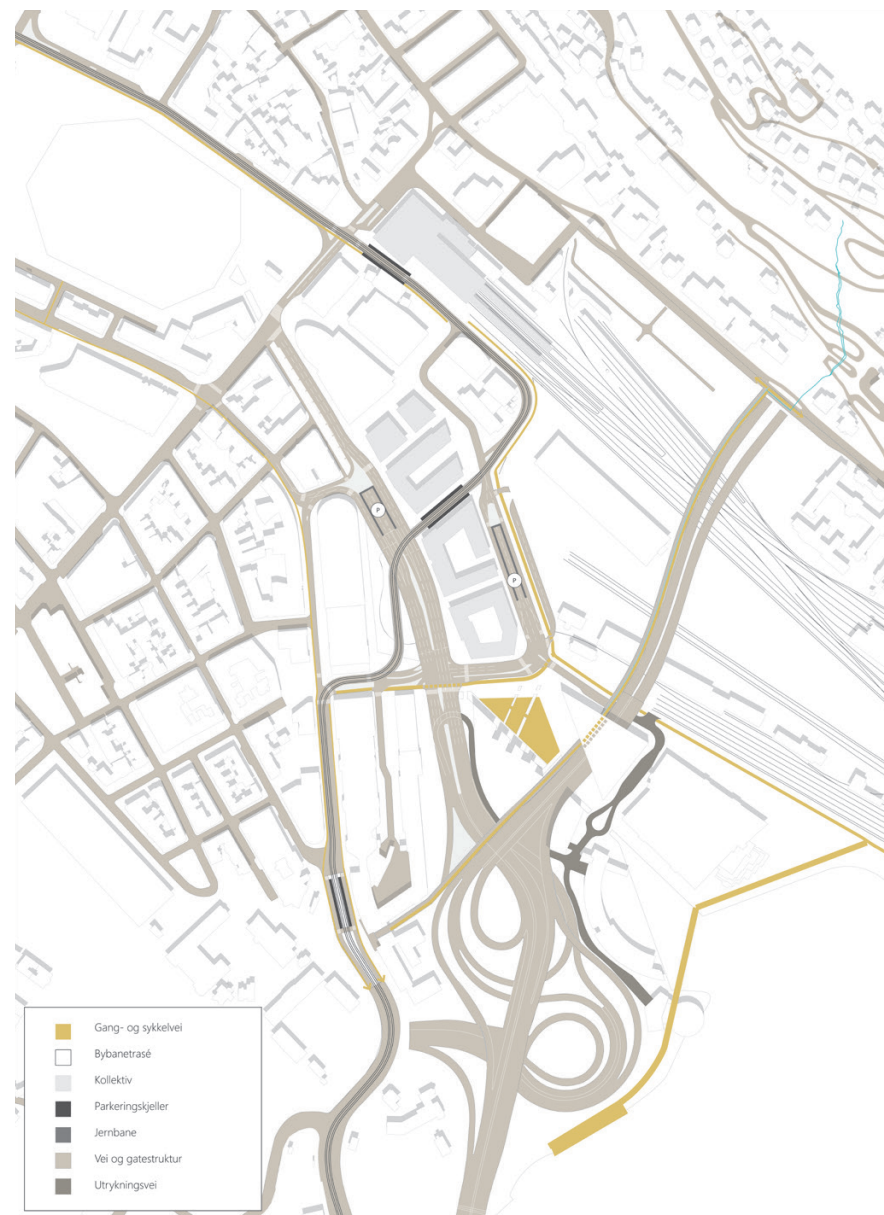 P
P
Gang- og sykkelvei
Bybanetrasé
Kollektiv
Parkeringskjeller
Jernbane
Vei og gatestruktur
Utrykningsvei